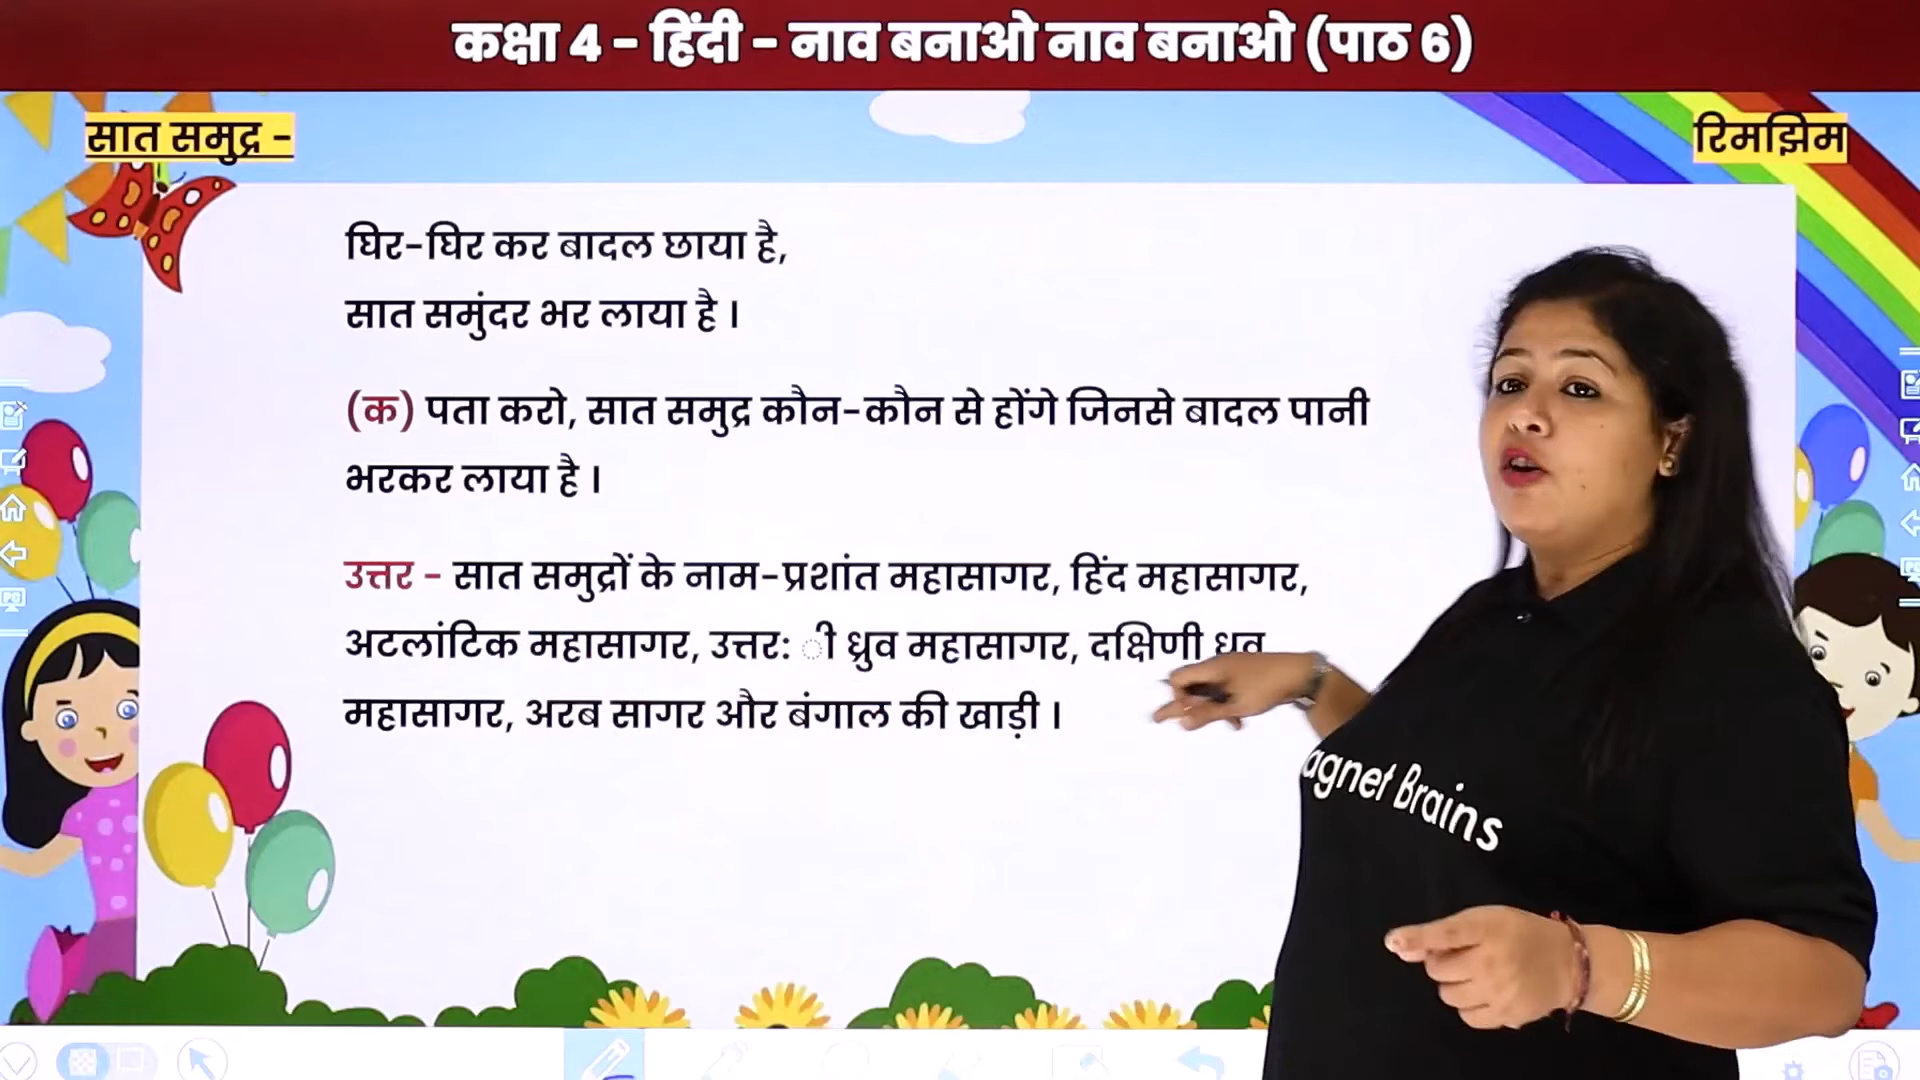 कक्षा 4 - हिंदी - नाव बनाओ नाव बनाओ (पाठ 6)
सात समुद्र -
रिमझिम
घिर-घिर कर बादल छाया है,
सात समुंदर भर लाया है ।
(क) पता करो, सात समुद्र कौन-कौन से होंगे जिनसे बादल पानी
भरकर लाया है ।
उत्तर - सात समुद्रों के नाम-प्रशांत महासागर, हिंद महासागर,
अटलांटिक महासागर, उत्तर: ी ध्रुव महासागर, दक्षिणी ध्रुव
महासागर, अरब सागर और बंगाल की खाड़ी ।
agnet Brains